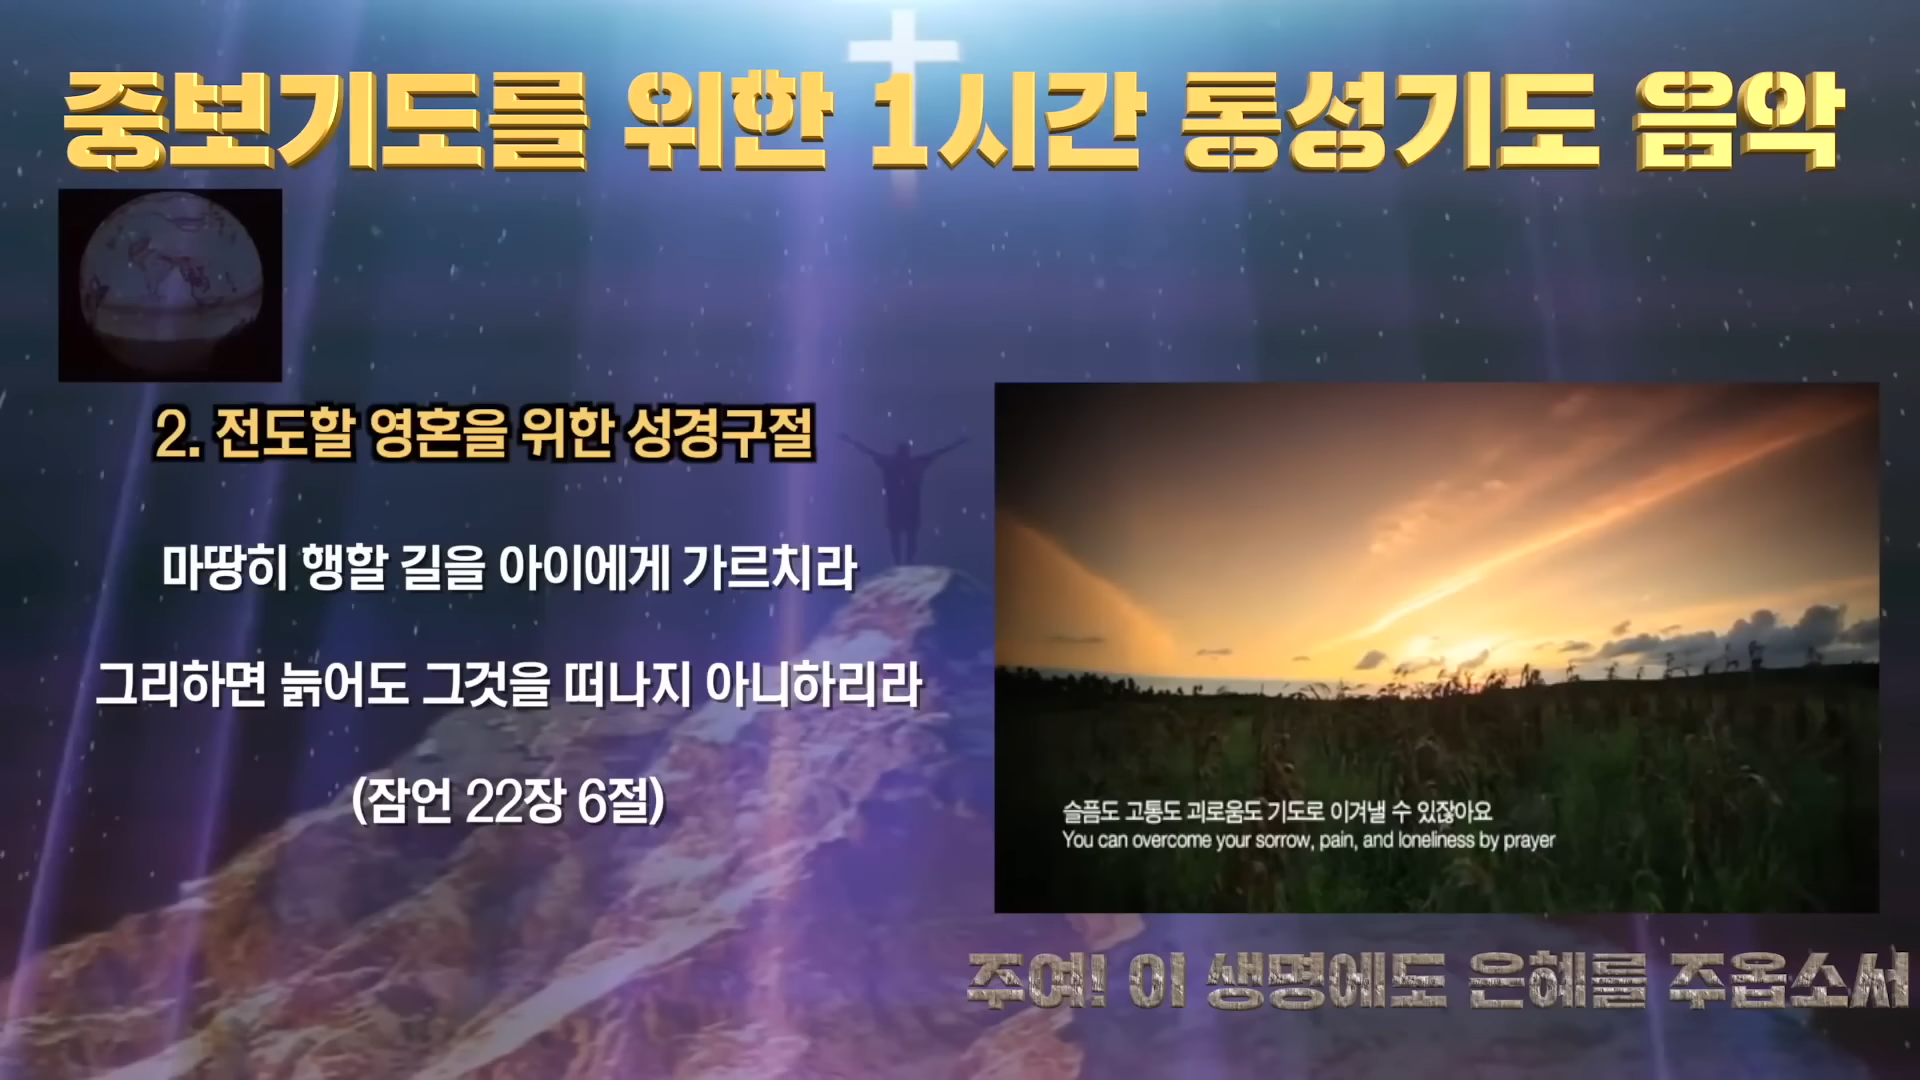 중보기도를 위한 1시간 통성기도 음악
2. 전도할 영혼을 위한 성경구절
마땅히 행할 길을 아이에게 가르치라
그리하면 늙어도 그것을 떠나지 아니하리라
(잠언 22장 6절)
슬픔도 고통도 괴로움도 기도로 이겨낼 수 있잖아요
You can overcome your sorrow, pain, and loneliness by prayer
주여! 이 생명에도 은혜를 주옵소서